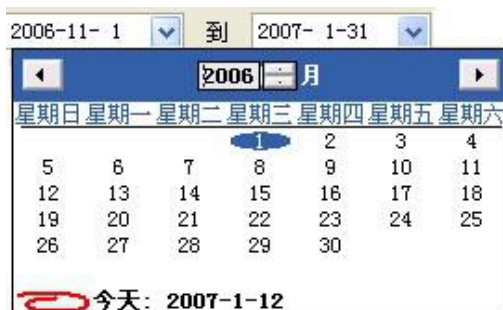 2006-11- 1 到 2007- 1-31
2006 月
星期日 星期一 星期二 星期三 星期四 星期五 星期六
1 2 3 4
5 6 7 8 9 10 11
12 13 14 15 16 17 18
19 20 21 22 23 24 25
26 27 28 29 30
今天: 2007-1-12